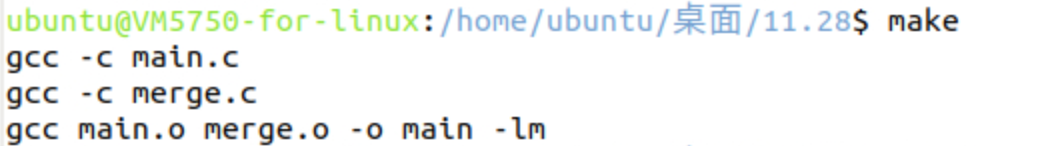 ubuntu@VM5750-for-linux:/home/ubuntu/桌面/11.28$ make
gcc -c main.c
gcc -c merge.c
gcc main.o merge.o -o main -lm